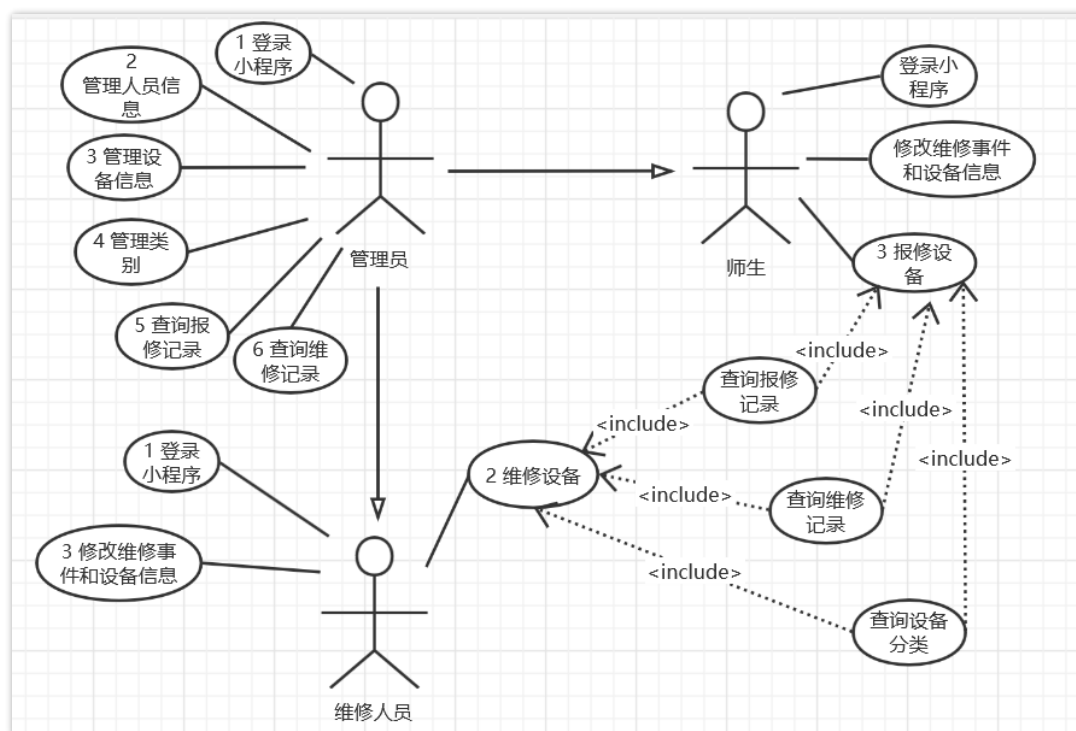 1 登录
小程序
2
管理人员信
息
3 管理设
备信息
4 管理类
别
5 查询报
修记录
6 查询维
修记录
管理员
登录小
程序
修改维修事件
和设备信息
3 报修设
备
师生
<include>
查询报修
记录
<include>
<include>
<include>
2 维修设备
<include>
查询维修
记录
<include>
查询设备
分类
1 登录
小程序
3 修改维修事
件和设备信息
维修人员